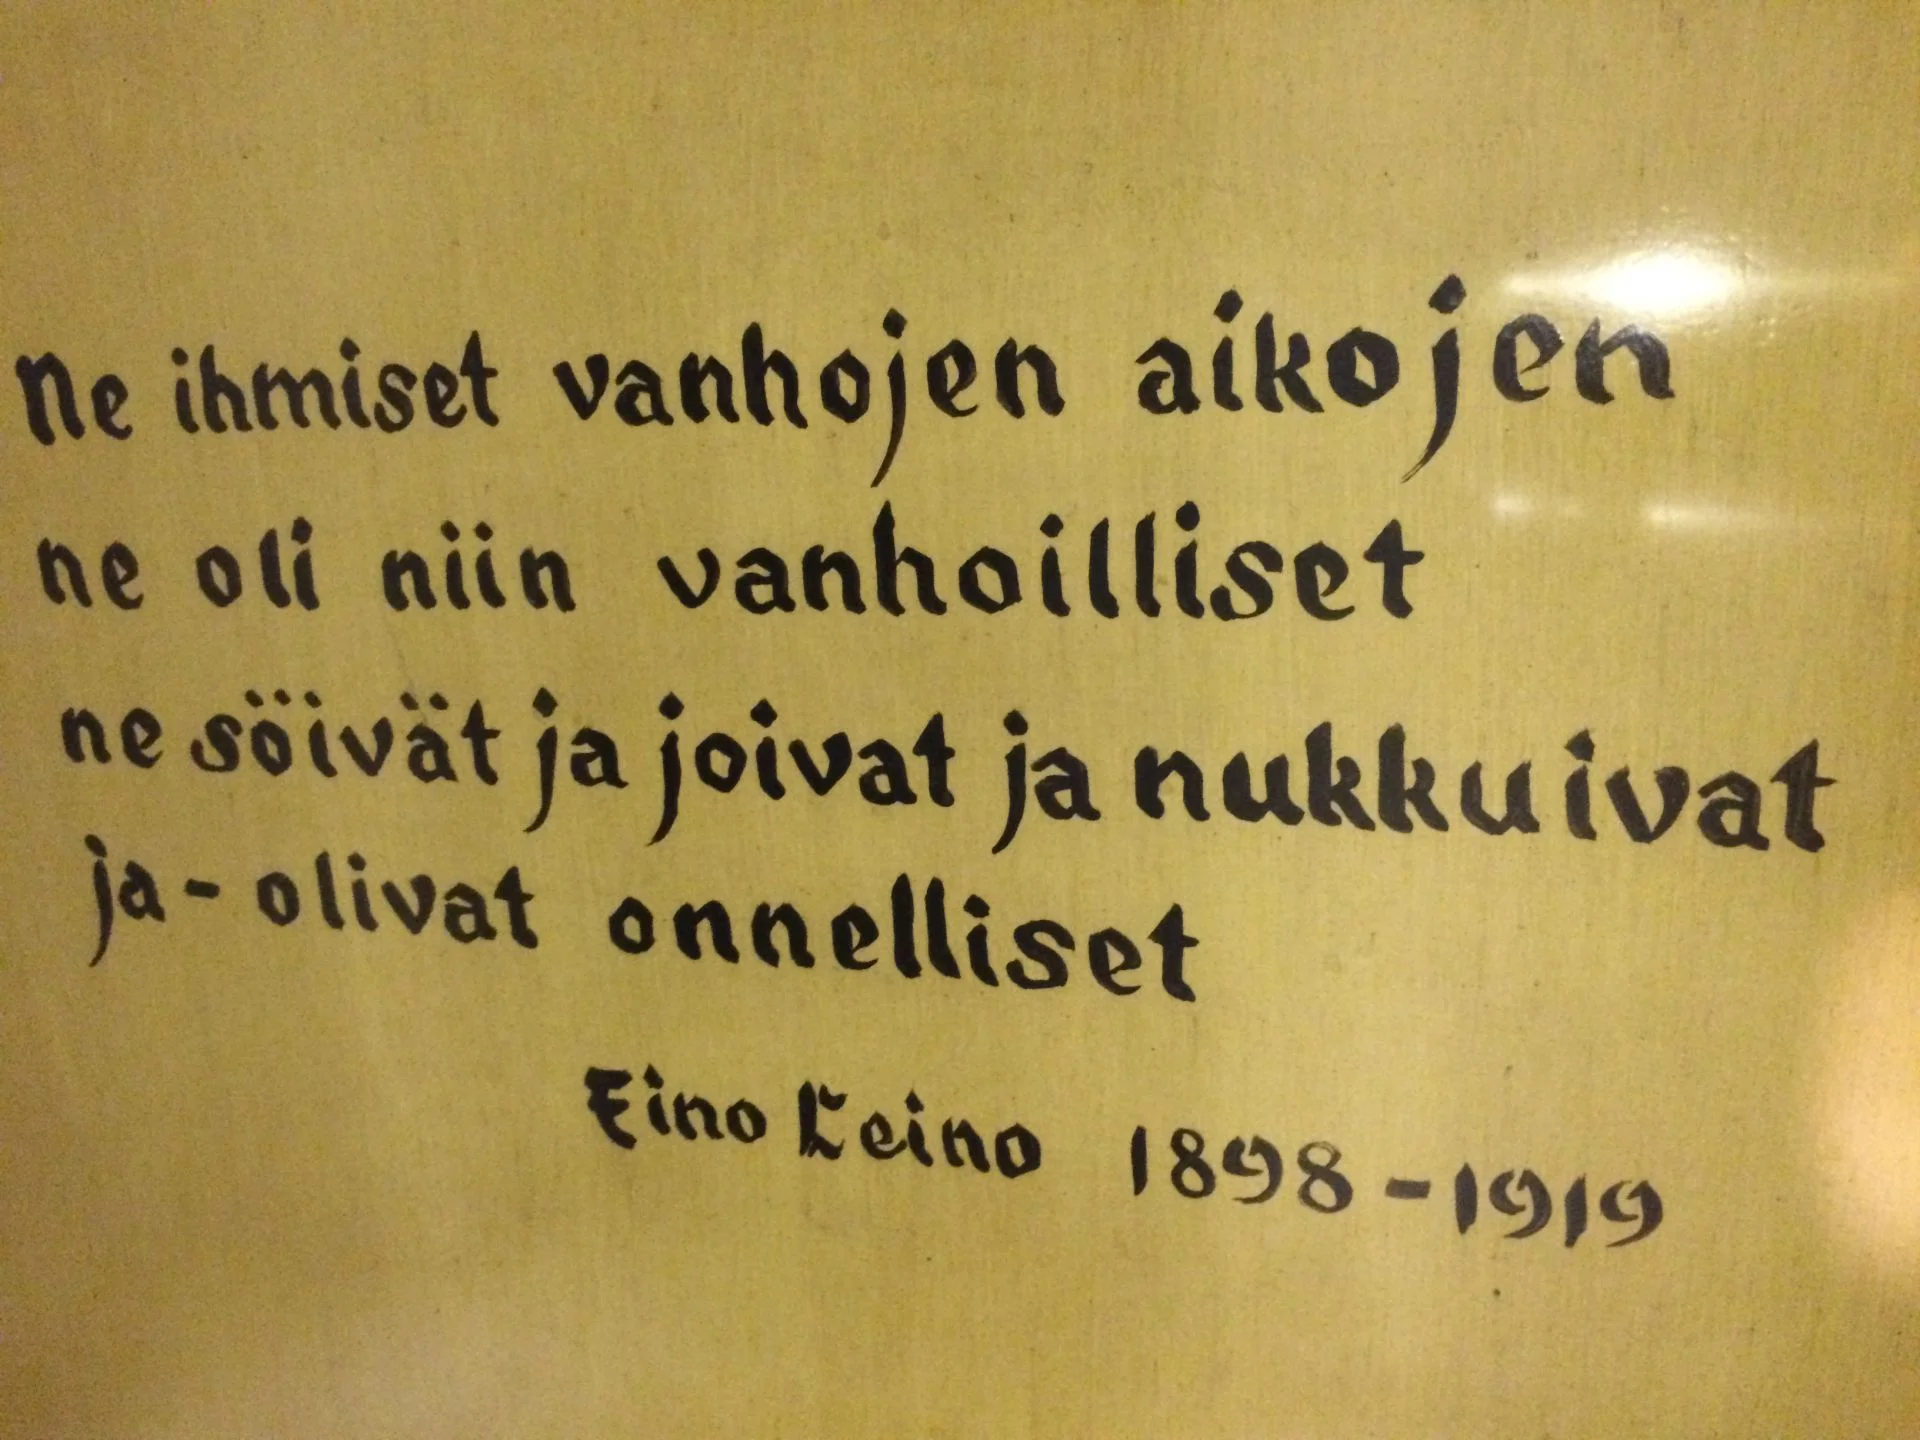 Ne ihmiset vanhojen aikojen
ne oli niin vanhoilliset
ne söivät ja joivat ja nukkuivat
ja - olivat onnelliset
Eino Leino 1898 - 1919